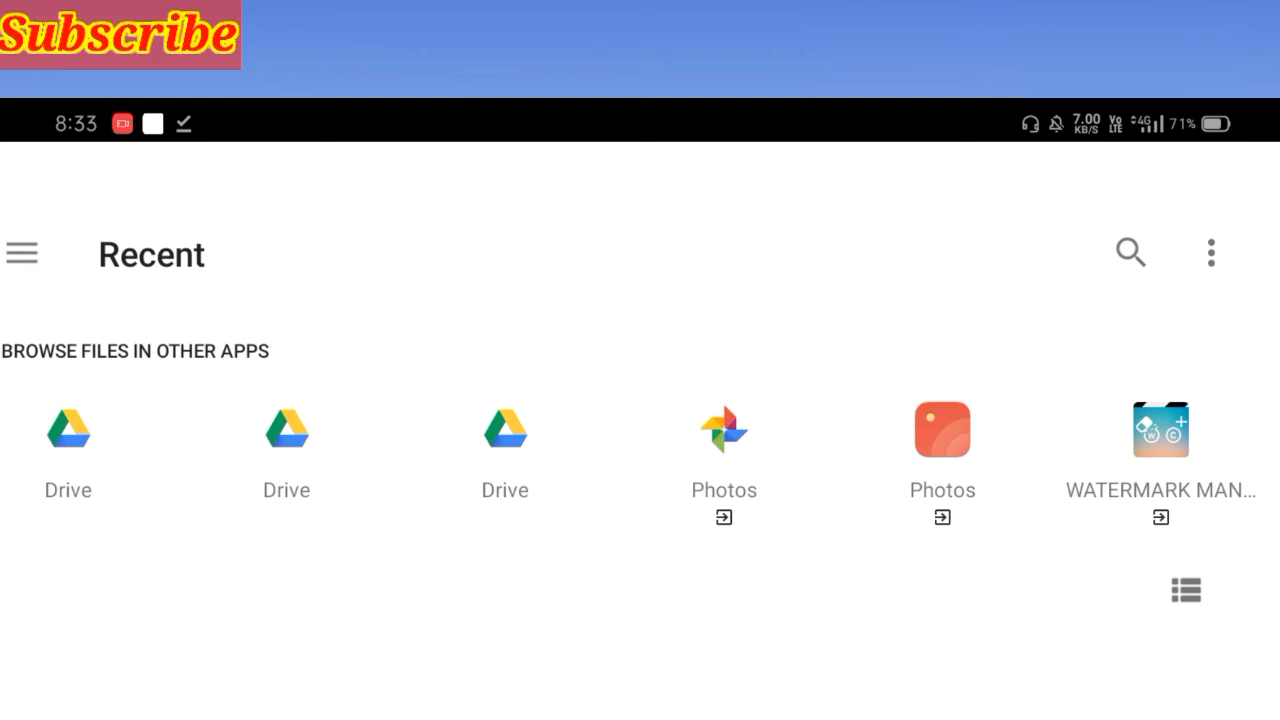 Subscribe
8:33
7.00 KB/S Vo LTE 4G 71%
Recent
BROWSE FILES IN OTHER APPS
Drive Drive Drive Photos Photos WATERMARK MAN...